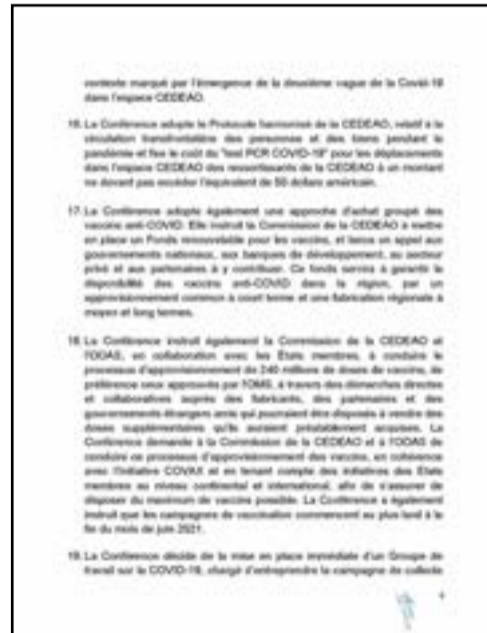 contexte marqué par l'émergence de la deuxième vague de la Covid-19
dans l'espace CEDEAO.
16. La Conférence adopte le Protocole harmonisé de la CEDEAO, relatif à la
circulation transfrontalière des personnes et des biens pendant la
pandémie et fixe le coût du "test PCR COVID-19" pour les déplacements
dans l'espace CEDEAO des ressortissants de la CEDEAO à un montant
ne devant pas excéder l'équivalent de 50 dollars américain.
17. La Conférence adopte également une approche d'achat groupé des
vaccins anti-COVID. Elle instruit la Commission de la CEDEAO à mettre
en place un Fonds renouvelable pour les vaccins, et lance un appel aux
gouvernements nationaux, aux banques de développement, au secteur
privé et aux partenaires à y contribuer. Ce fonds servira à garantir la
disponibilité des vaccins anti-COVID dans la région, par un
approvisionnement commun à court terme et une fabrication régionale à
moyen et long termes.
18. La Conférence instruit également la Commission de la CEDEAO et
l'OOAS, en collaboration avec les États membres, à conduire le
processus d'approvisionnement de 240 millions de doses de vaccins, de
préférence ceux approuvés par l'OMS, à travers des démarches directes
et collaboratives auprès des fabricants, des partenaires et des
gouvernements étrangers amis qui pourraient être disposés à vendre des
doses supplémentaires qu'ils auraient préalablement acquises. La
Conférence demande à la Commission de la CEDEAO et à l'OOAS de
conduire ce processus d'approvisionnement des vaccins, en cohérence
avec l'Initiative COVAX et en tenant compte des initiatives des États
membres au niveau continental et international, afin de s'assurer de
disposer du maximum de vaccins possible. La Conférence a également
instruit que les campagnes de vaccination commencent au plus tard à la
fin du mois de juin 2021.
19. La Conférence décide de la mise en place immédiate d'un Groupe de
travail sur la COVID-19, chargé d'entreprendre la campagne de collecte